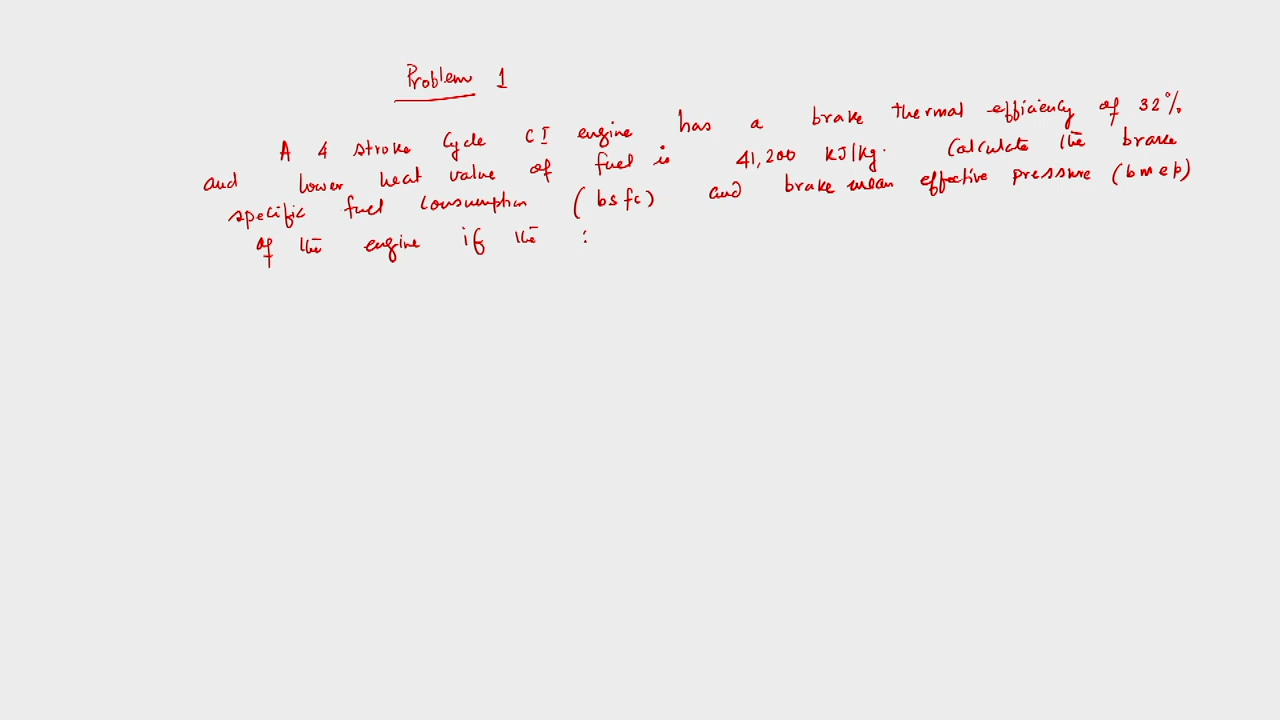 Problem 1
A 4 stroke Cycle CI engine has a brake thermal efficiency of 32%
and lower heat value of fuel is 41,200 KJ/kg. Calculate the brake
specific fuel consumption (bsfc) and brake mean effective pressure (bmep)
of the engine if the :